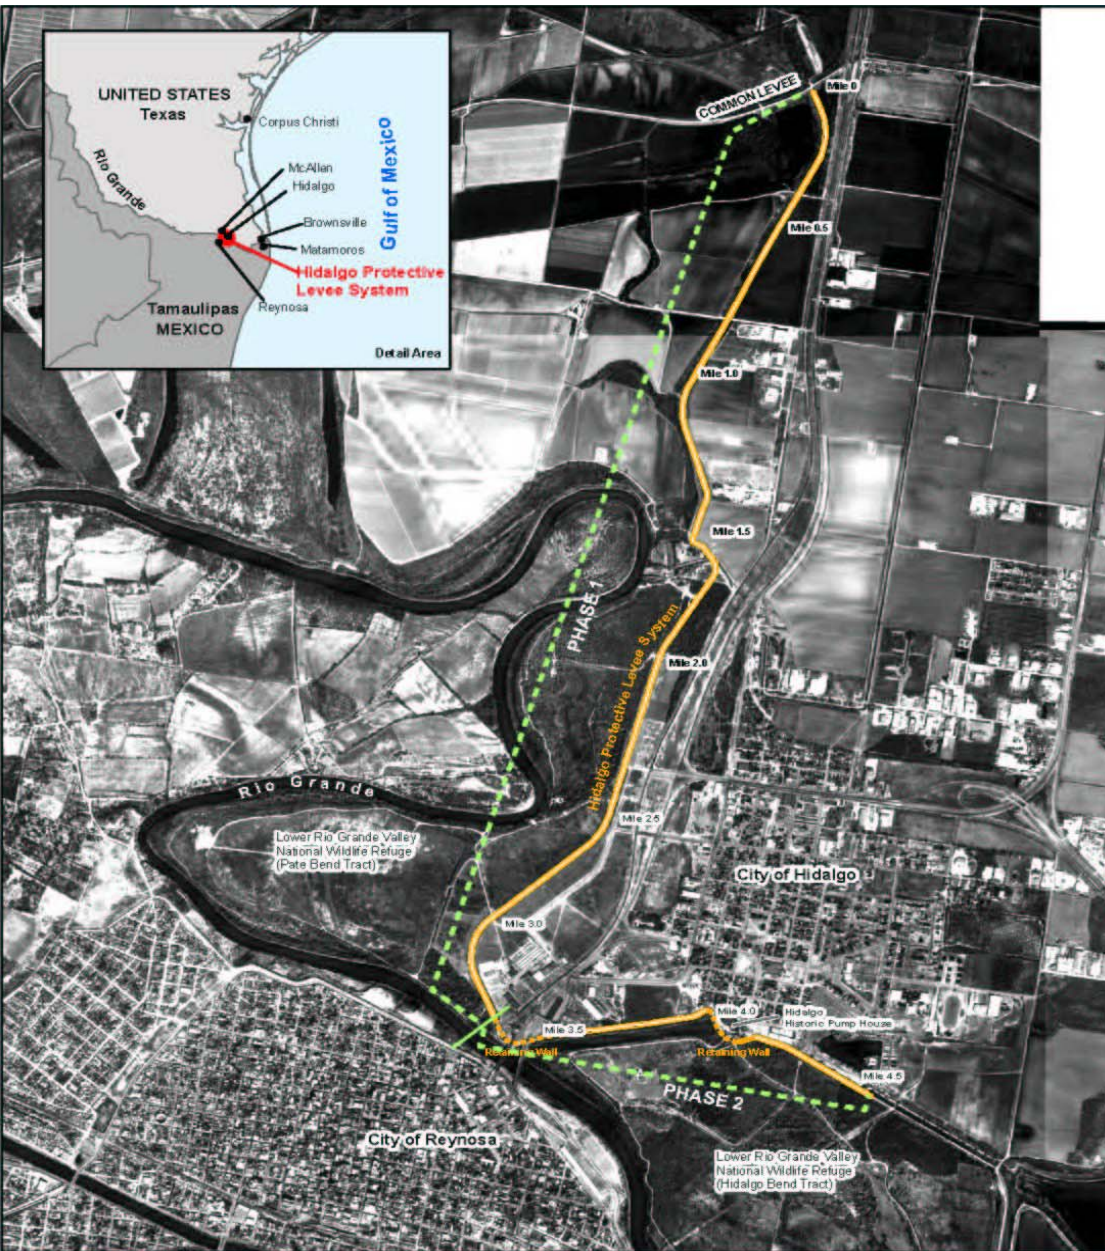 UNITED STATES
Texas
Corpus Christi
Rio Grande
McAllen
Hidalgo
Gulf of Mexico
Brownsville
Matamoros
Hidalgo Protective
Levee System
Reynosa
Tamaulipas
MEXICO
Detail Area
COMMON LEVEE
Mile 0
Mile 0.5
Mile 1.0
Mile 1.5
PHASE 1
Hidalgo Protective Levee System
Mile 2.0
Rio Grande
Mile 2.5
Lower Rio Grande Valley
National Wildlife Refuge
(Pate Bend Tract)
City of Hidalgo
Mile 3.0
Mile 3.5
Mile 4.0
Hidalgo
Historic Pump House
Retaining Wall
Retaining Wall
Mile 4.5
PHASE 2
City of Reynosa
Lower Rio Grande Valley
National Wildlife Refuge
(Hidalgo Bend Tract)